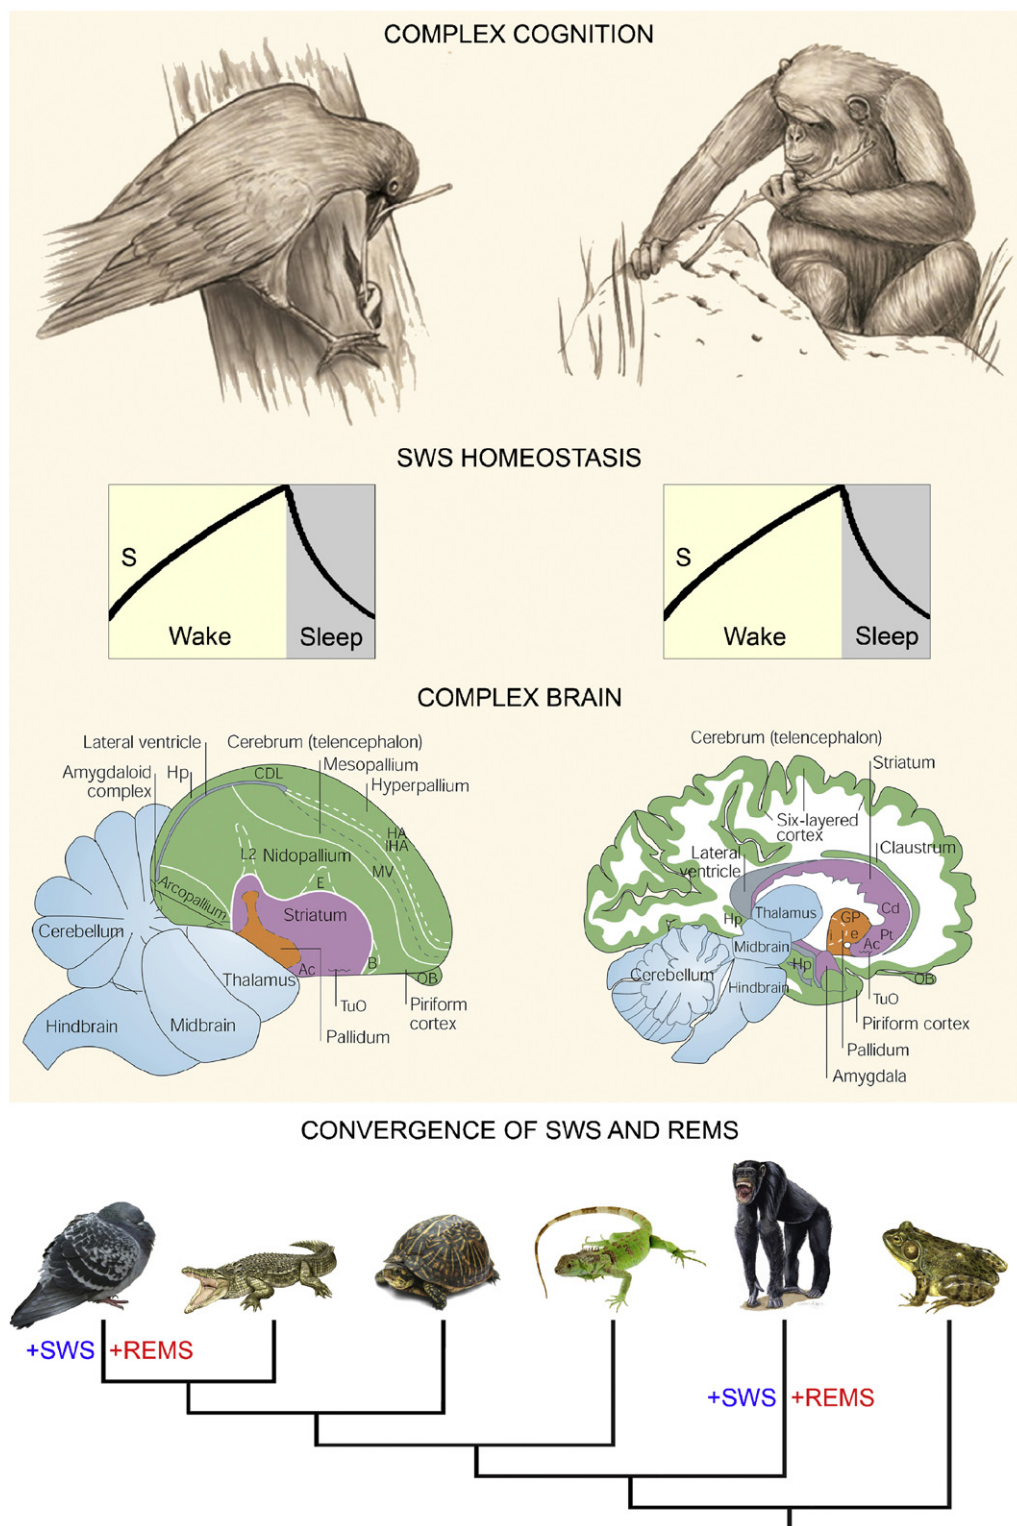 COMPLEX COGNITION
SWS HOMEOSTASIS
S
Wake
Sleep
S
Wake
Sleep
COMPLEX BRAIN
Lateral ventricle
Cerebrum (telencephalon)
Amygdaloid
complex
Hp
CDL
Mesopallium
Hyperpallium
HA
IHA
L2
Nidopallium
MV
E
Arcopallium
Striatum
Cerebellum
Thalamus
Ac
B
OB
TuO
Piriform
cortex
Hindbrain
Midbrain
Pallidum
Cerebrum (telencephalon)
Striatum
Six-layered
cortex
Claustrum
Lateral
ventricle
Hp
Thalamus
GP
Cd
i
e
Pt
Ac
Midbrain
Hp
Cerebellum
Hindbrain
OB
TuO
Piriform cortex
Pallidum
Amygdala
CONVERGENCE OF SWS AND REMS
+SWS +REMS
+SWS +REMS